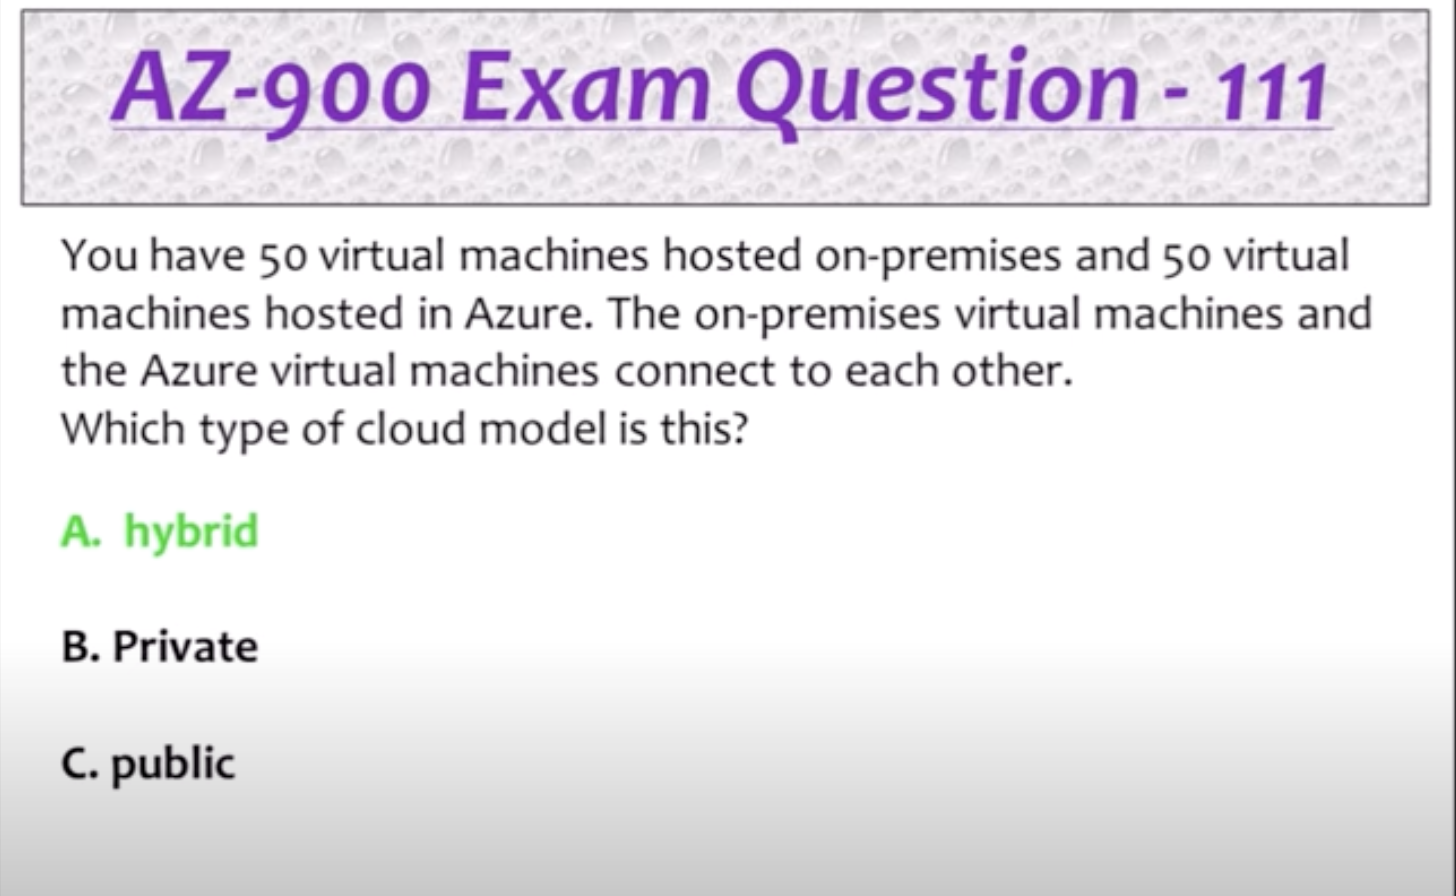 AZ-900 Exam Question - 111
You have 50 virtual machines hosted on-premises and 50 virtual
machines hosted in Azure. The on-premises virtual machines and
the Azure virtual machines connect to each other.
Which type of cloud model is this?
A. hybrid
B. Private
C. public